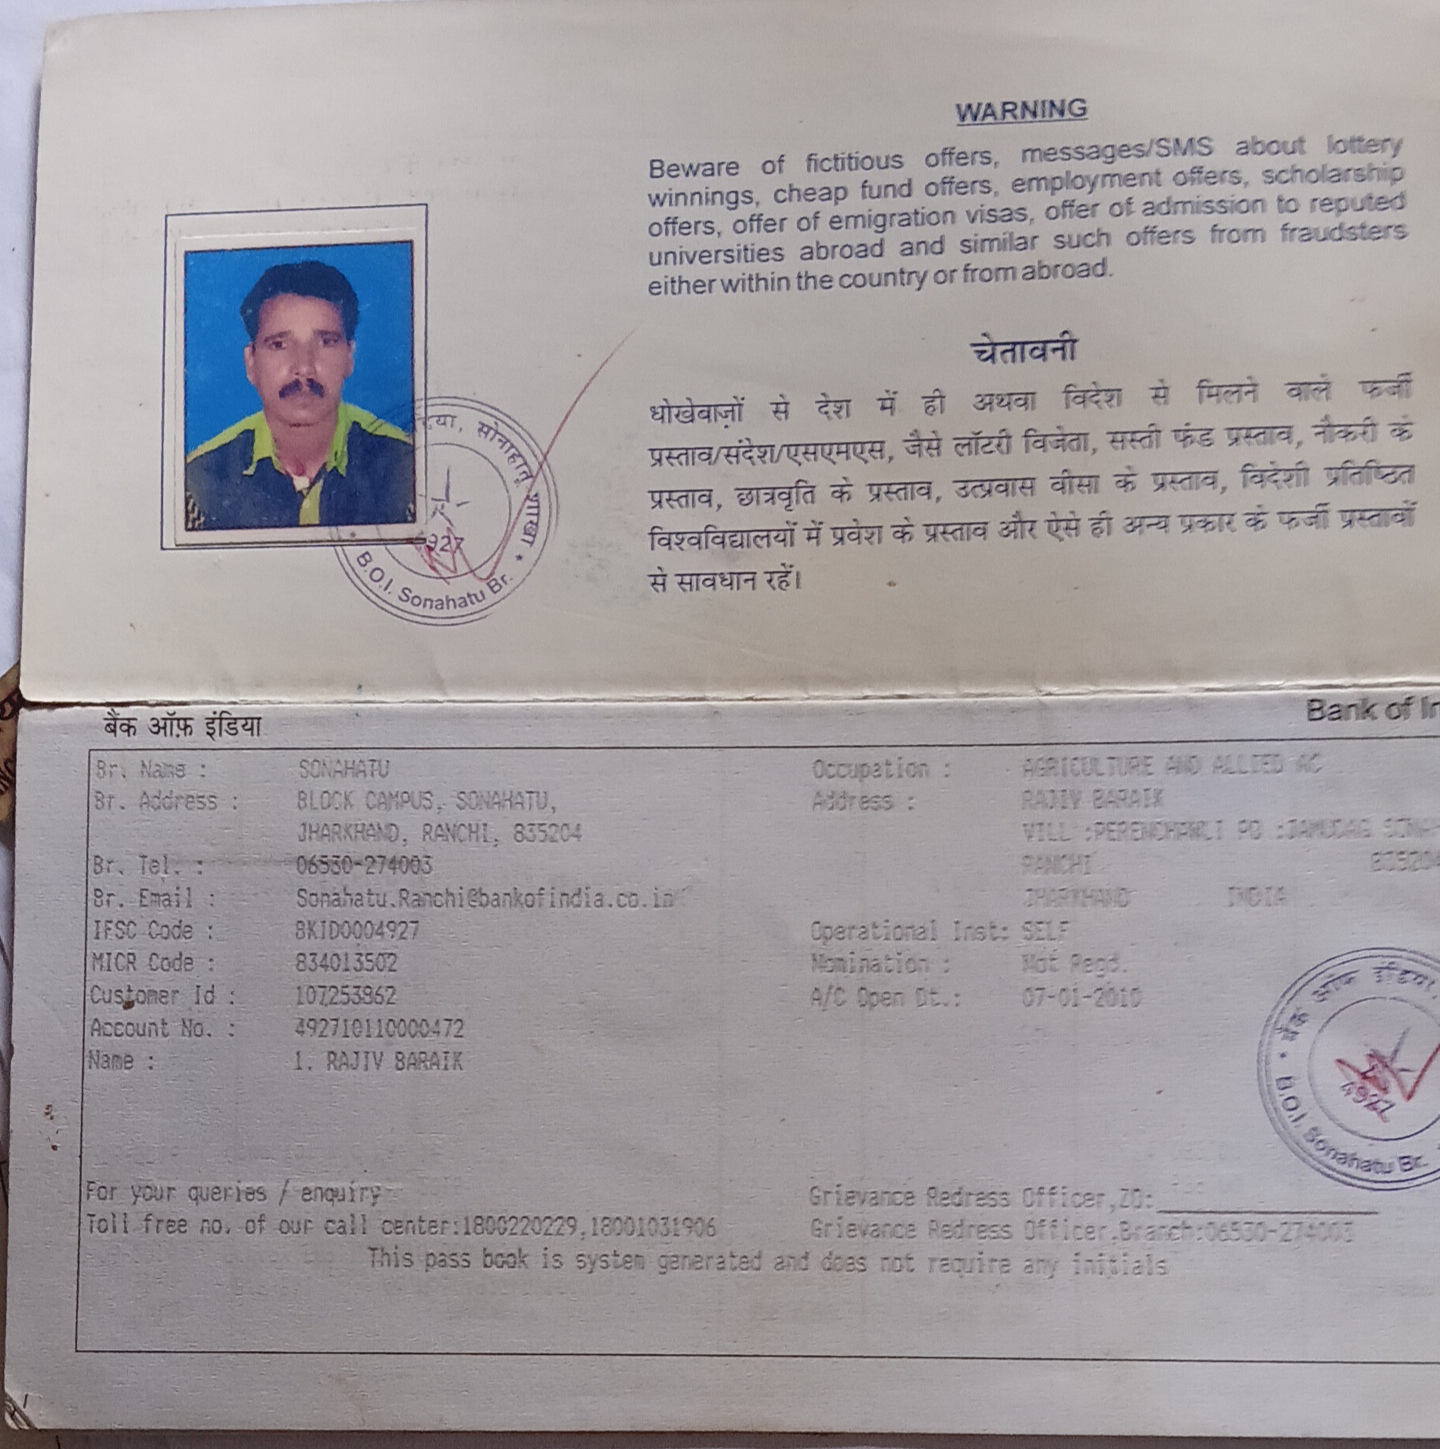 WARNING
Beware of fictitious offers, messages/SMS about lottery
winnings, cheap fund offers, employment offers, scholarship
offers, offer of emigration visas, offer of admission to reputed
universities abroad and similar such offers from fraudsters
either within the country or from abroad.
चेतावनी
धोखेबाज़ों से देश में ही अथवा विदेश से मिलने वाले फर्जी
प्रस्ताव/संदेश/एसएमएस, जैसे लॉटरी विजेता, सस्ती फंड प्रस्ताव, नौकरी के
प्रस्ताव, छात्रवृति के प्रस्ताव, उत्प्रवास वीसा के प्रस्ताव, विदेशी प्रतिष्ठित
विश्वविद्यालयों में प्रवेश के प्रस्ताव और ऐसे ही अन्य प्रकार के फर्जी प्रस्तावों
से सावधान रहें।
सोनाहातू शाखा
4927
B.O.I. Sonahatu Br.
बैंक ऑफ़ इंडिया
Bank of In
Br. Name : SONAHATU
Br. Address : BLOCK CAMPUS, SONAHATU,
JHARKHAND, RANCHI, 835204
Br. Tel. : 06530-274003
Br. Email : Sonahatu.Ranchi@bankofindia.co.in
IFSC Code : BKID0004927
MICR Code : 834013502
Customer Id : 107253962
Account No. : 492710110000472
Name : 1. RAJIV BARAIK
Occupation : AGRICULTURE AND ALLIED AC
Address : RAJIV BARAIK
VILL : PO :JAMUDAG
RANCHI 835204
JHARKHAND INDIA
Operational Inst: SELF
Nomination : Not Regd.
A/C Open Dt.: 07-01-2010
बैंक ऑफ इंडिया,
4927
B.O.I. Sonahatu Br.
For your queries / enquiry
Toll free no. of our call center:1800220229,18001031906
Grievance Redress Officer,ZO:
Grievance Redress Officer,Branch:06530-274003
This pass book is system generated and does not require any initials